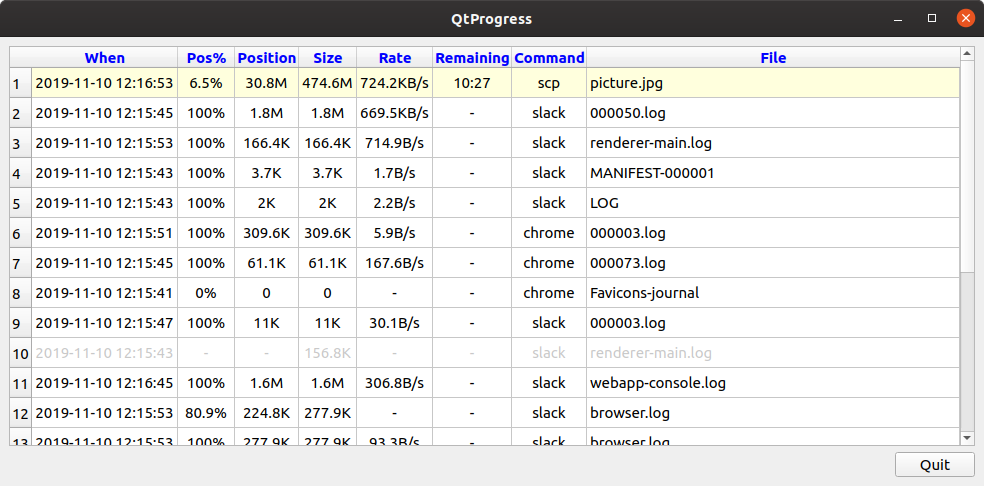 QtProgress
When Pos% Position Size Rate Remaining Command File
1 2019-11-10 12:16:53 6.5% 30.8M 474.6M 724.2KB/s 10:27 scp picture.jpg
2 2019-11-10 12:15:45 100% 1.8M 1.8M 669.5KB/s - slack 000050.log
3 2019-11-10 12:15:53 100% 166.4K 166.4K 714.9B/s - slack renderer-main.log
4 2019-11-10 12:15:43 100% 3.7K 3.7K 1.7B/s - slack MANIFEST-000001
5 2019-11-10 12:15:43 100% 2K 2K 2.2B/s - slack LOG
6 2019-11-10 12:15:51 100% 309.6K 309.6K 5.9B/s - chrome 000003.log
7 2019-11-10 12:15:45 100% 61.1K 61.1K 167.6B/s - chrome 000073.log
8 2019-11-10 12:15:41 0% 0 0 - - chrome Favicons-journal
9 2019-11-10 12:15:47 100% 11K 11K 30.1B/s - slack 000003.log
10 2019-11-10 12:15:43 - - 156.8K - - slack renderer-main.log
11 2019-11-10 12:16:45 100% 1.6M 1.6M 306.8B/s - slack webapp-console.log
12 2019-11-10 12:15:53 80.9% 224.8K 277.9K - - slack browser.log
13 2019-11-10 12:15:53 100% 277.9K 277.9K 93.3B/s - slack browser.log
Quit